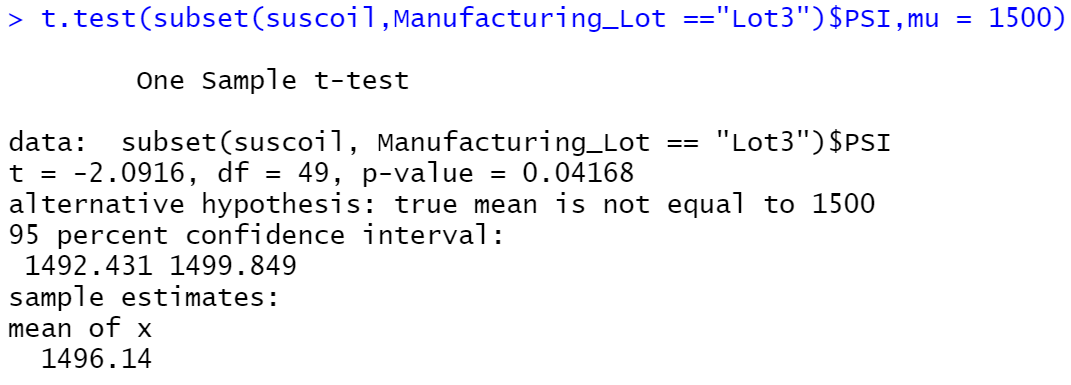 > t.test(subset(suscoil,Manufacturing_Lot =="Lot3")$PSI,mu = 1500)
One Sample t-test
data:  subset(suscoil, Manufacturing_Lot == "Lot3")$PSI
t = -2.0916, df = 49, p-value = 0.04168
alternative hypothesis: true mean is not equal to 1500
95 percent confidence interval:
1492.431 1499.849
sample estimates:
mean of x
1496.14